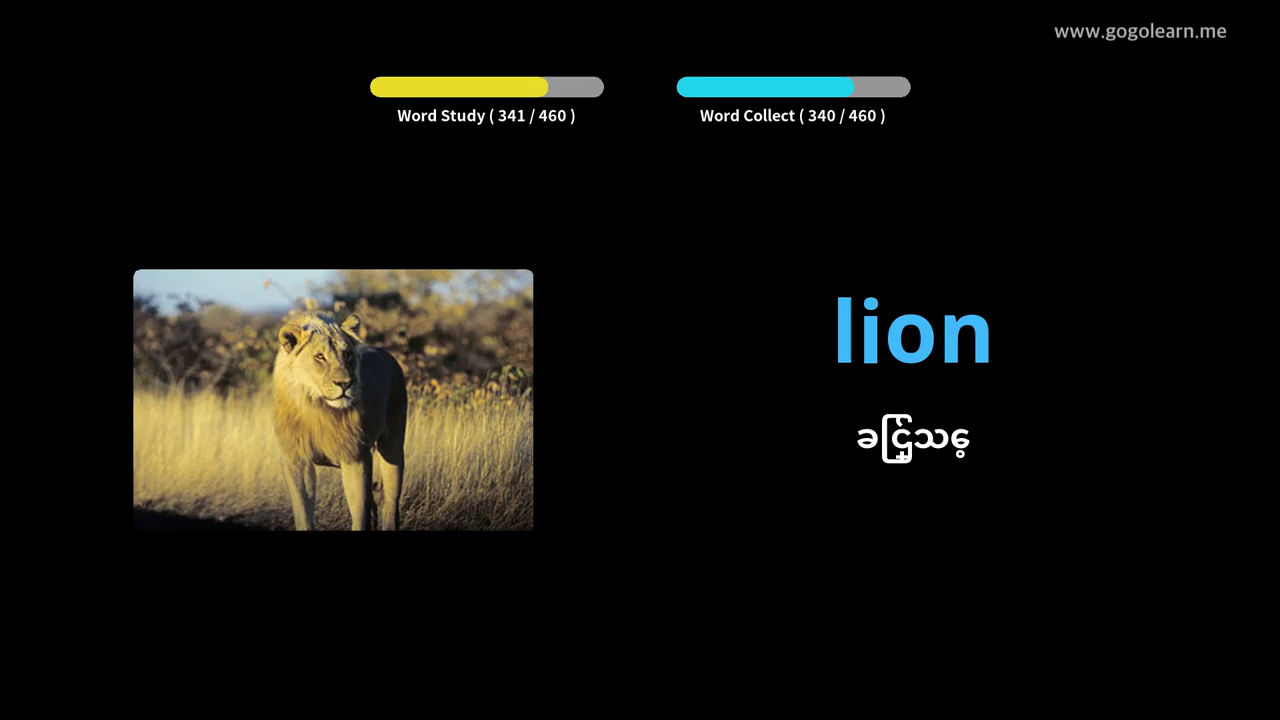 www.gogolearn.me
Word Study ( 341 / 460 )
Word Collect ( 340 / 460 )
lion
ခြင်္သေ့